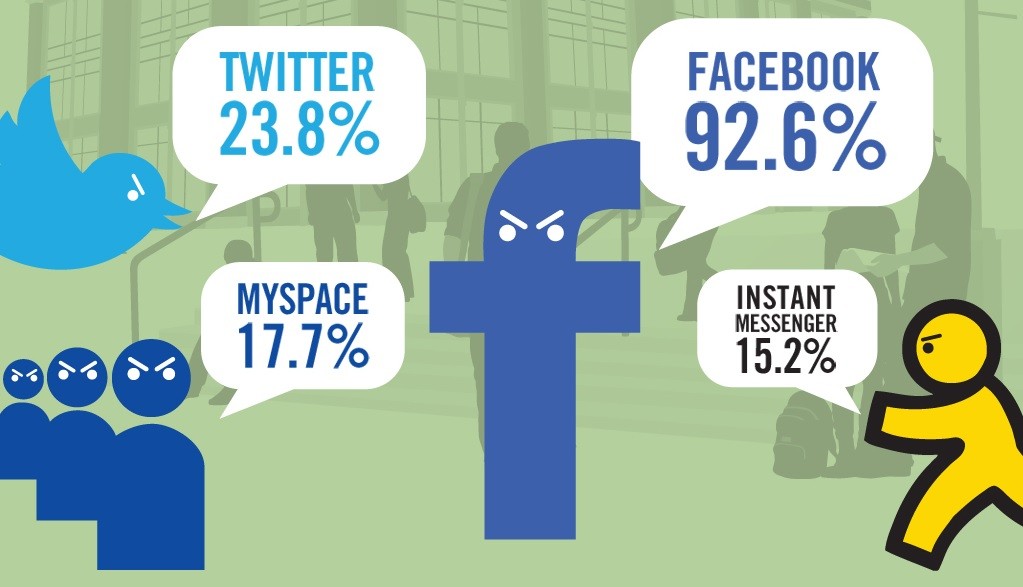 TWITTER
23.8%
FACEBOOK
92.6%
MYSPACE
17.7%
INSTANT
MESSENGER
15.2%